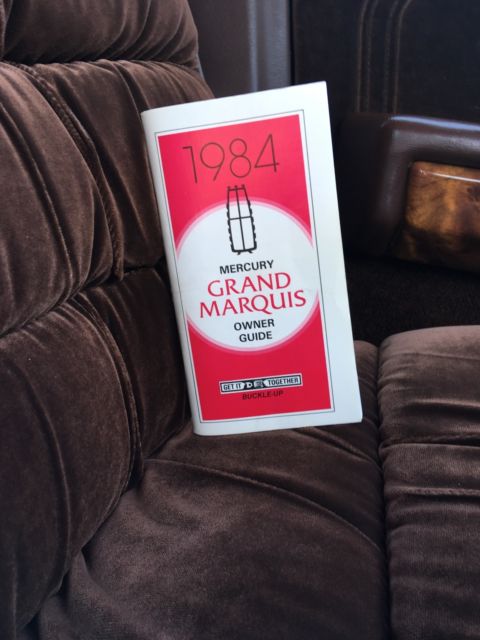 1984
MERCURY
GRAND
MARQUIS
OWNER
GUIDE
GET IT TOGETHER
BUCKLE-UP